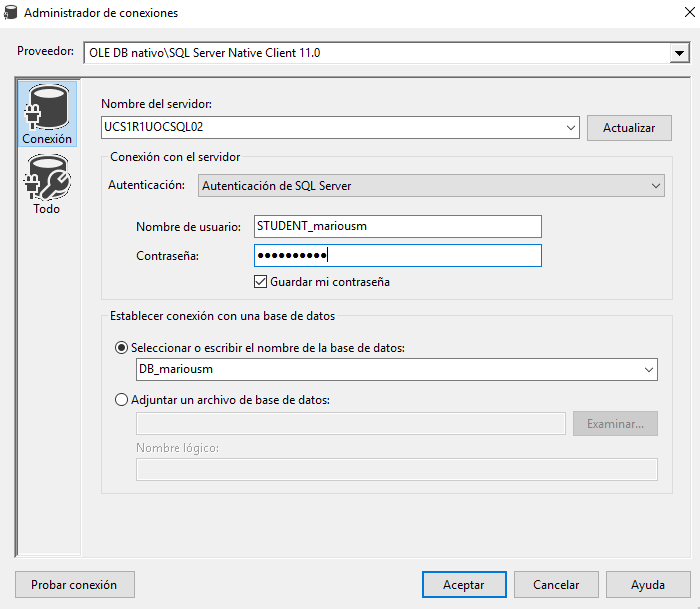 Administrador de conexiones
Proveedor: OLE DB nativo\SQL Server Native Client 11.0
Conexión
Todo
Nombre del servidor:
UCS1R1UOCSQL02
Actualizar
Conexión con el servidor
Autenticación: Autenticación de SQL Server
Nombre de usuario: STUDENT_mariousm
Contraseña: ●●●●●●●●●●
Guardar mi contraseña
Establecer conexión con una base de datos
Seleccionar o escribir el nombre de la base de datos:
DB_mariousm
Adjuntar un archivo de base de datos:
Examinar...
Nombre lógico:
Probar conexión Aceptar Cancelar Ayuda